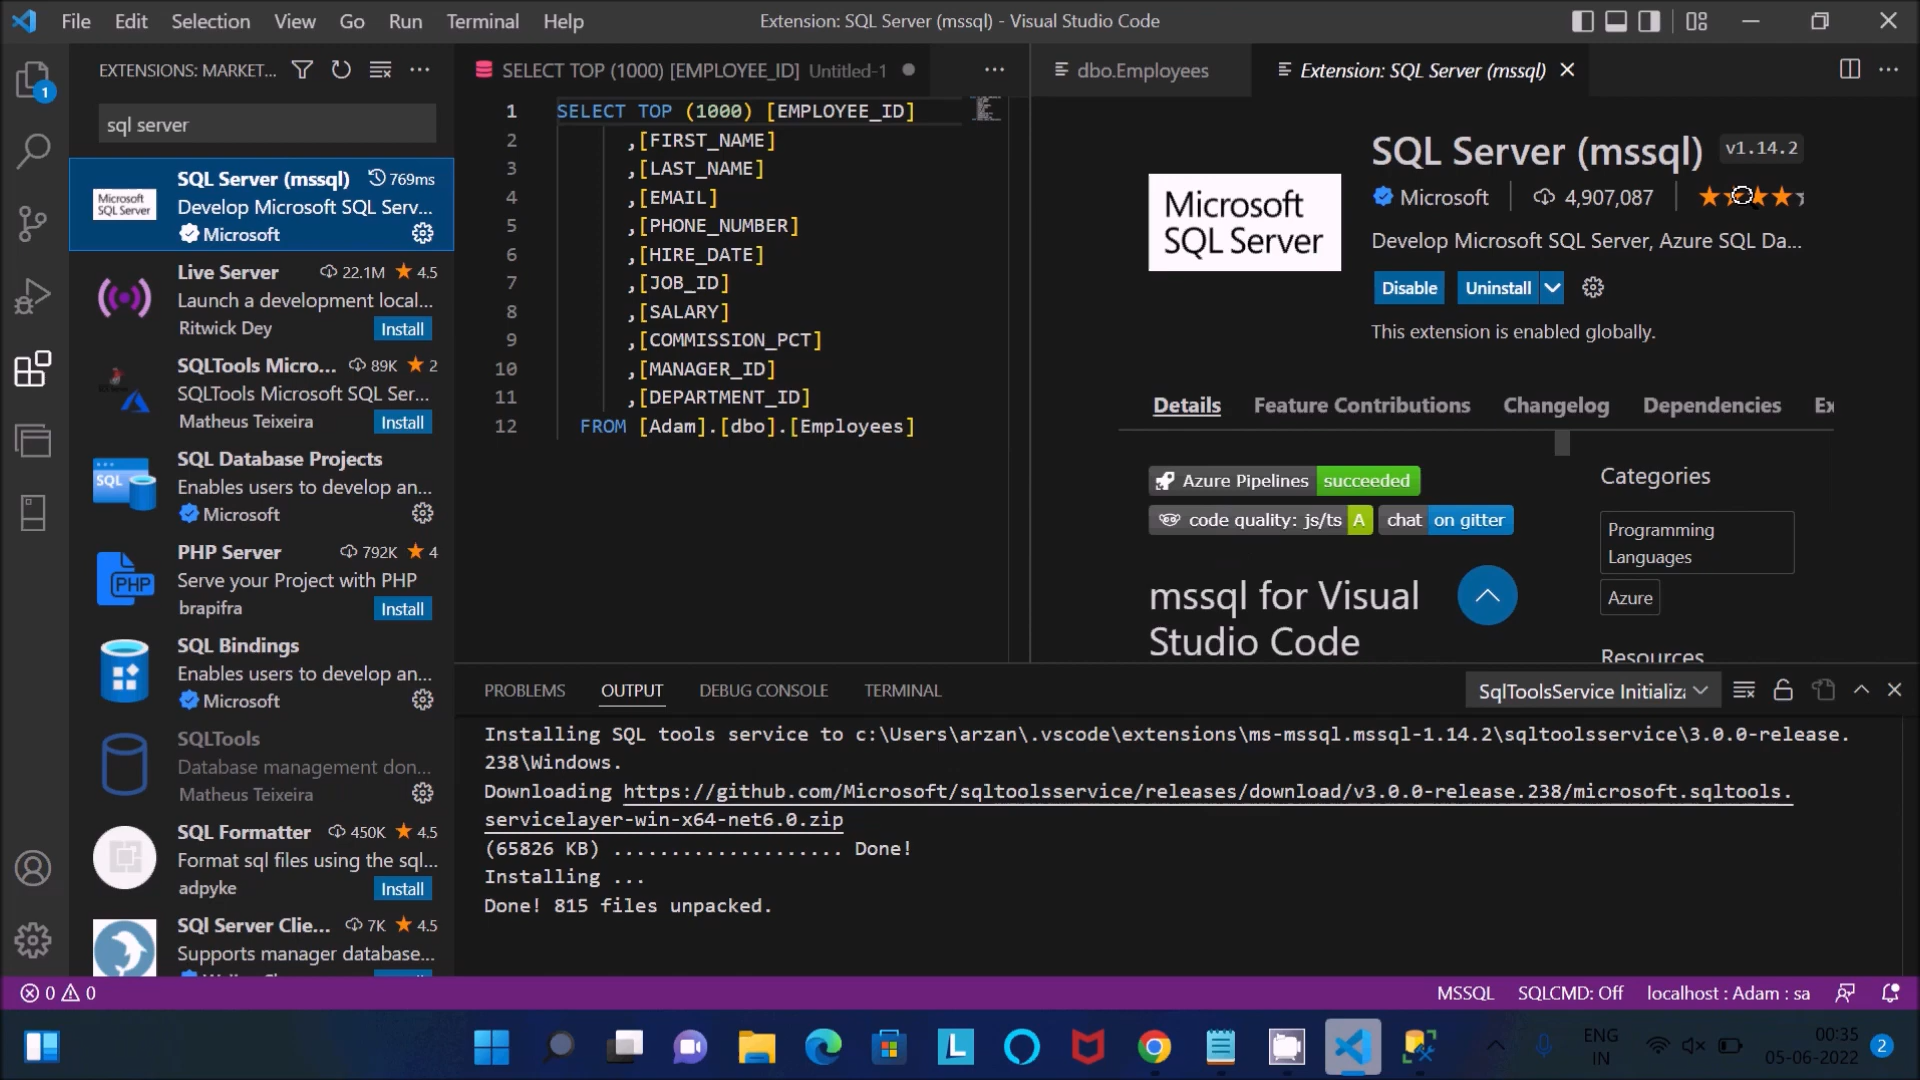 File Edit Selection View Go Run Terminal Help
Extension: SQL Server (mssql) - Visual Studio Code
1
EXTENSIONS: MARKET...
sql server
SQL Server (mssql) 769ms
Develop Microsoft SQL Serv...
Microsoft
Microsoft
SQL Server
Live Server 22.1M 4.5
Launch a development local...
Ritwick Dey Install
SQLTools Micro... 89K 2
SQLTools Microsoft SQL Ser...
Matheus Teixeira Install
SQL Database Projects
Enables users to develop an...
Microsoft
SQL
PHP Server 792K 4
Serve your Project with PHP
brapifra Install
PHP
SQL Bindings
Enables users to develop an...
Microsoft
SQLTools
Database management don...
Matheus Teixeira
SQL Formatter 450K 4.5
Format sql files using the sql...
adpyke Install
SQl Server Clie... 7K 4.5
Supports manager database...
SELECT TOP (1000) [EMPLOYEE_ID] Untitled-1
1 SELECT TOP (1000) [EMPLOYEE_ID]
2 ,[FIRST_NAME]
3 ,[LAST_NAME]
4 ,[EMAIL]
5 ,[PHONE_NUMBER]
6 ,[HIRE_DATE]
7 ,[JOB_ID]
8 ,[SALARY]
9 ,[COMMISSION_PCT]
10 ,[MANAGER_ID]
11 ,[DEPARTMENT_ID]
12 FROM [Adam].[dbo].[Employees]
dbo.Employees Extension: SQL Server (mssql)
Microsoft
SQL Server
SQL Server (mssql) v1.14.2
Microsoft 4,907,087
Develop Microsoft SQL Server, Azure SQL Da...
Disable Uninstall
This extension is enabled globally.
Details Feature Contributions Changelog Dependencies Ex
Azure Pipelines succeeded
code quality: js/ts A chat on gitter
mssql for Visual
Studio Code
Categories
Programming
Languages
Azure
Resources
PROBLEMS OUTPUT DEBUG CONSOLE TERMINAL
SqlToolsService Initializa
Installing SQL tools service to c:\Users\arzan\.vscode\extensions\ms-mssql.mssql-1.14.2\sqltoolsservice\3.0.0-release.
238\Windows.
Downloading https://github.com/Microsoft/sqltoolsservice/releases/download/v3.0.0-release.238/microsoft.sqltools.
servicelayer-win-x64-net6.0.zip
(65826 KB) .................... Done!
Installing ...
Done! 815 files unpacked.
0 0
MSSQL SQLCMD: Off localhost : Adam : sa
L
ENG
IN
00:35
05-06-2022
2